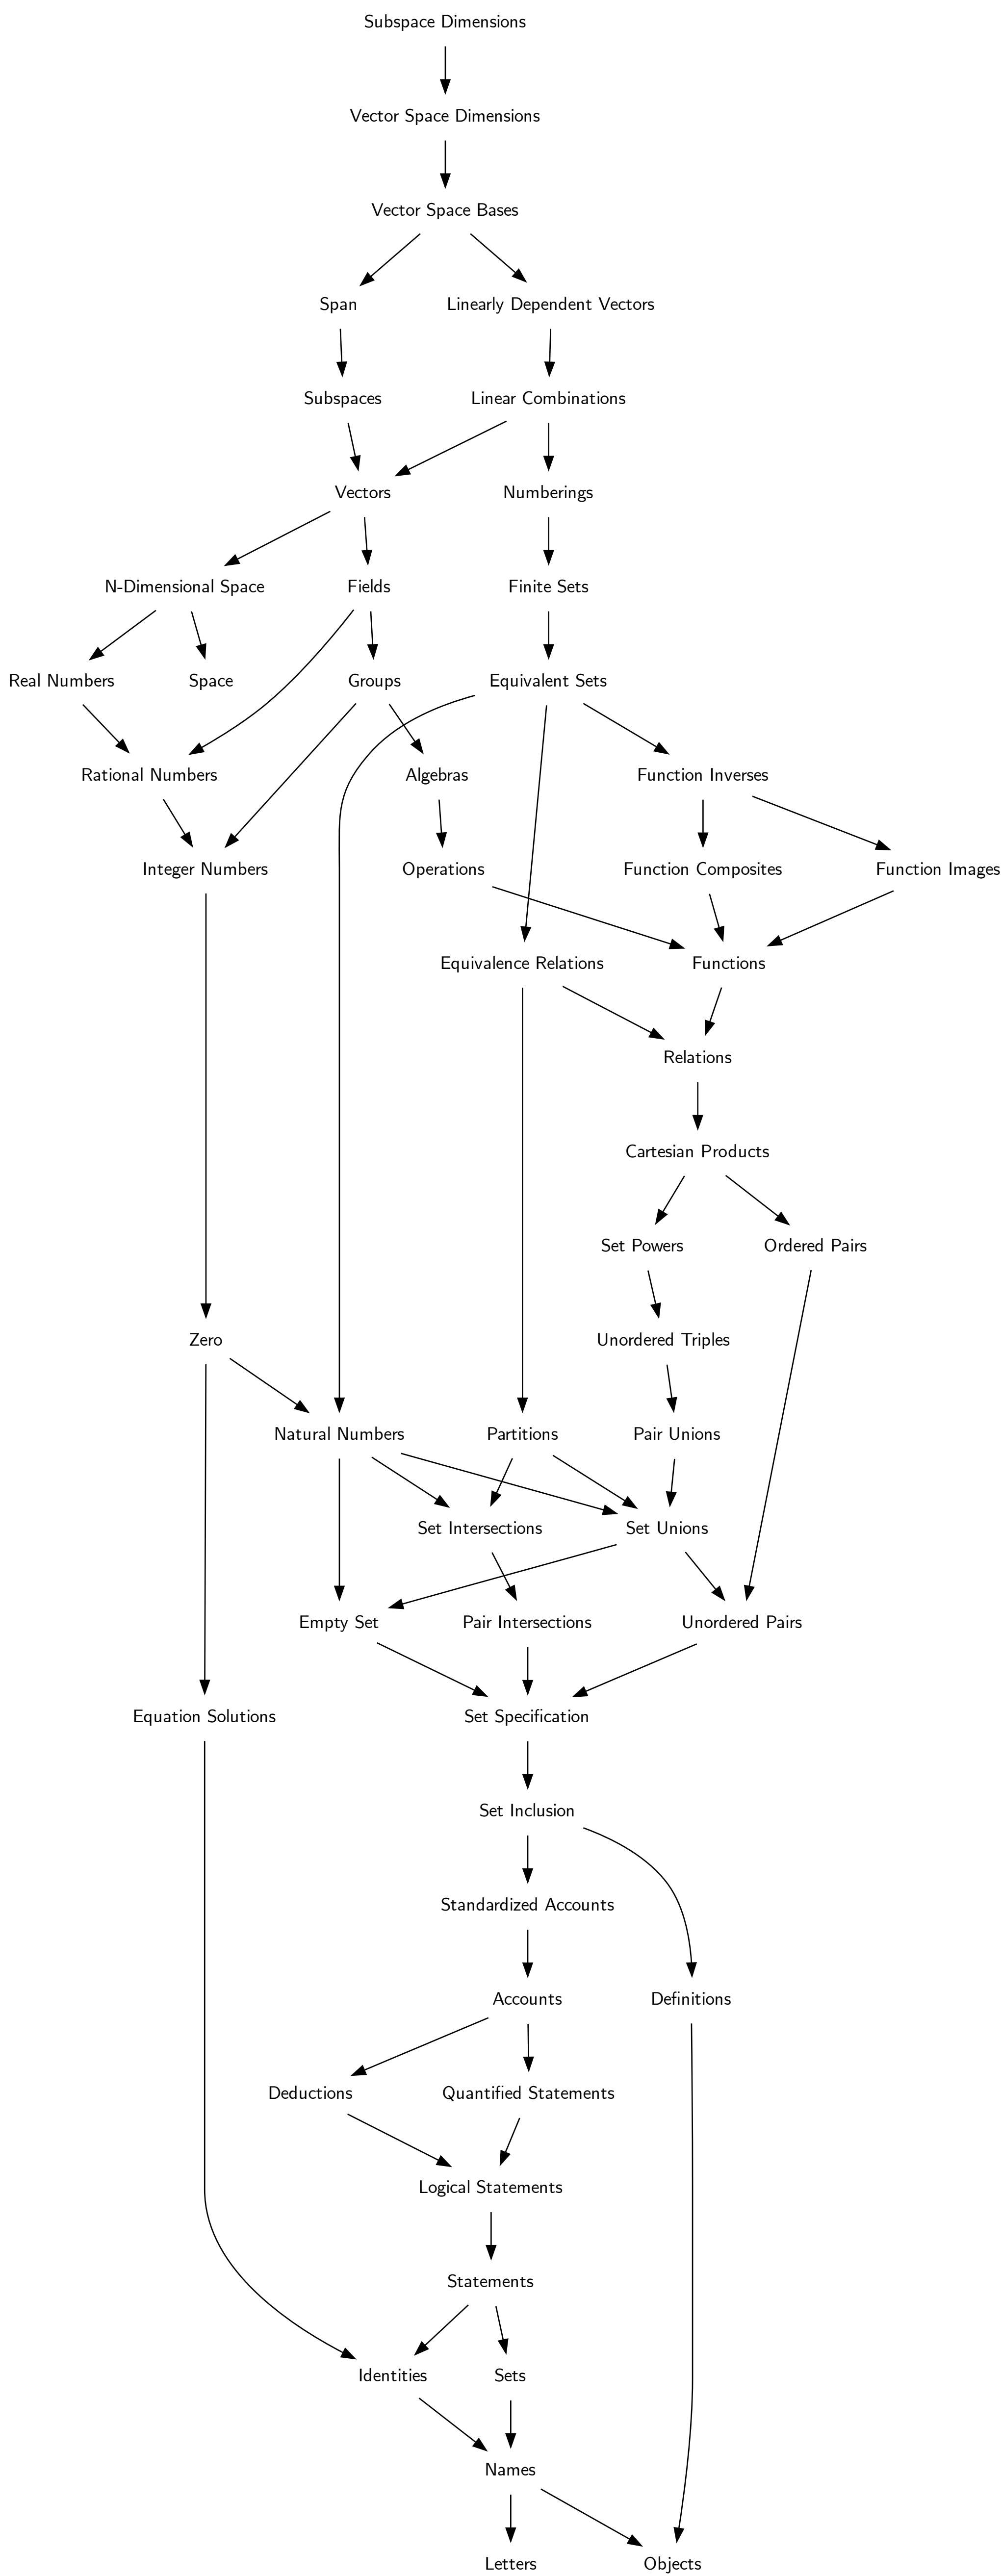 Subspace Dimensions
Vector Space Dimensions
Vector Space Bases
Span
Linearly Dependent Vectors
Subspaces
Linear Combinations
Vectors
Numberings
N-Dimensional Space
Fields
Finite Sets
Real Numbers
Space
Groups
Equivalent Sets
Rational Numbers
Algebras
Function Inverses
Integer Numbers
Operations
Function Composites
Function Images
Equivalence Relations
Functions
Relations
Cartesian Products
Set Powers
Ordered Pairs
Zero
Unordered Triples
Natural Numbers
Partitions
Pair Unions
Set Intersections
Set Unions
Empty Set
Pair Intersections
Unordered Pairs
Equation Solutions
Set Specification
Set Inclusion
Standardized Accounts
Accounts
Definitions
Deductions
Quantified Statements
Logical Statements
Statements
Identities
Sets
Names
Letters
Objects